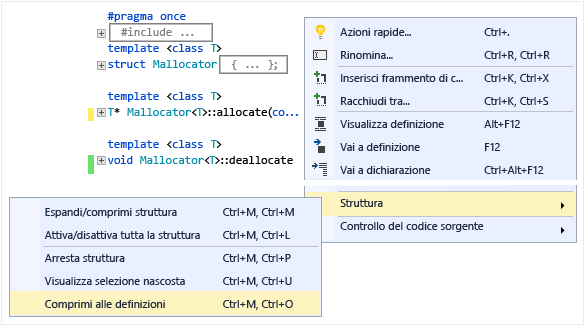 #pragma once
#include ...
template <class T>
struct Mallocator { ... };
template <class T>
T* Mallocator<T>::allocate(co...
template <class T>
void Mallocator<T>::deallocate
Azioni rapide... Ctrl+.
Rinomina... Ctrl+R, Ctrl+R
Inserisci frammento di c... Ctrl+K, Ctrl+X
Racchiudi tra... Ctrl+K, Ctrl+S
Visualizza definizione Alt+F12
Vai a definizione F12
Vai a dichiarazione Ctrl+Alt+F12
Struttura
Controllo del codice sorgente
Espandi/comprimi struttura Ctrl+M, Ctrl+M
Attiva/disattiva tutta la struttura Ctrl+M, Ctrl+L
Arresta struttura Ctrl+M, Ctrl+P
Visualizza selezione nascosta Ctrl+M, Ctrl+U
Comprimi alle definizioni Ctrl+M, Ctrl+O